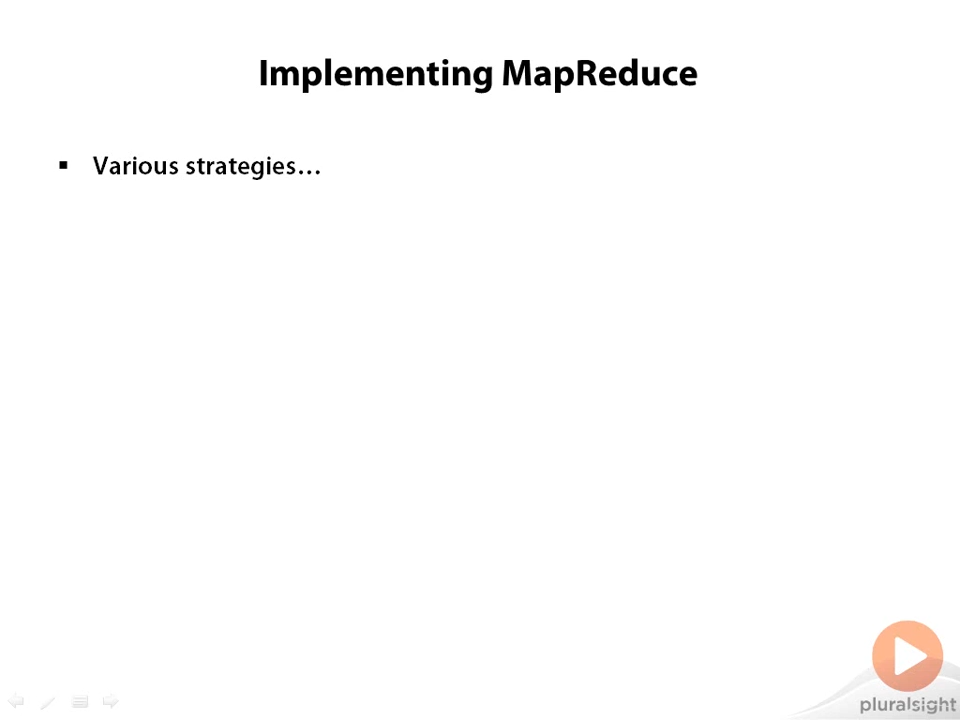 Implementing MapReduce
▪ Various strategies…
pluralsight